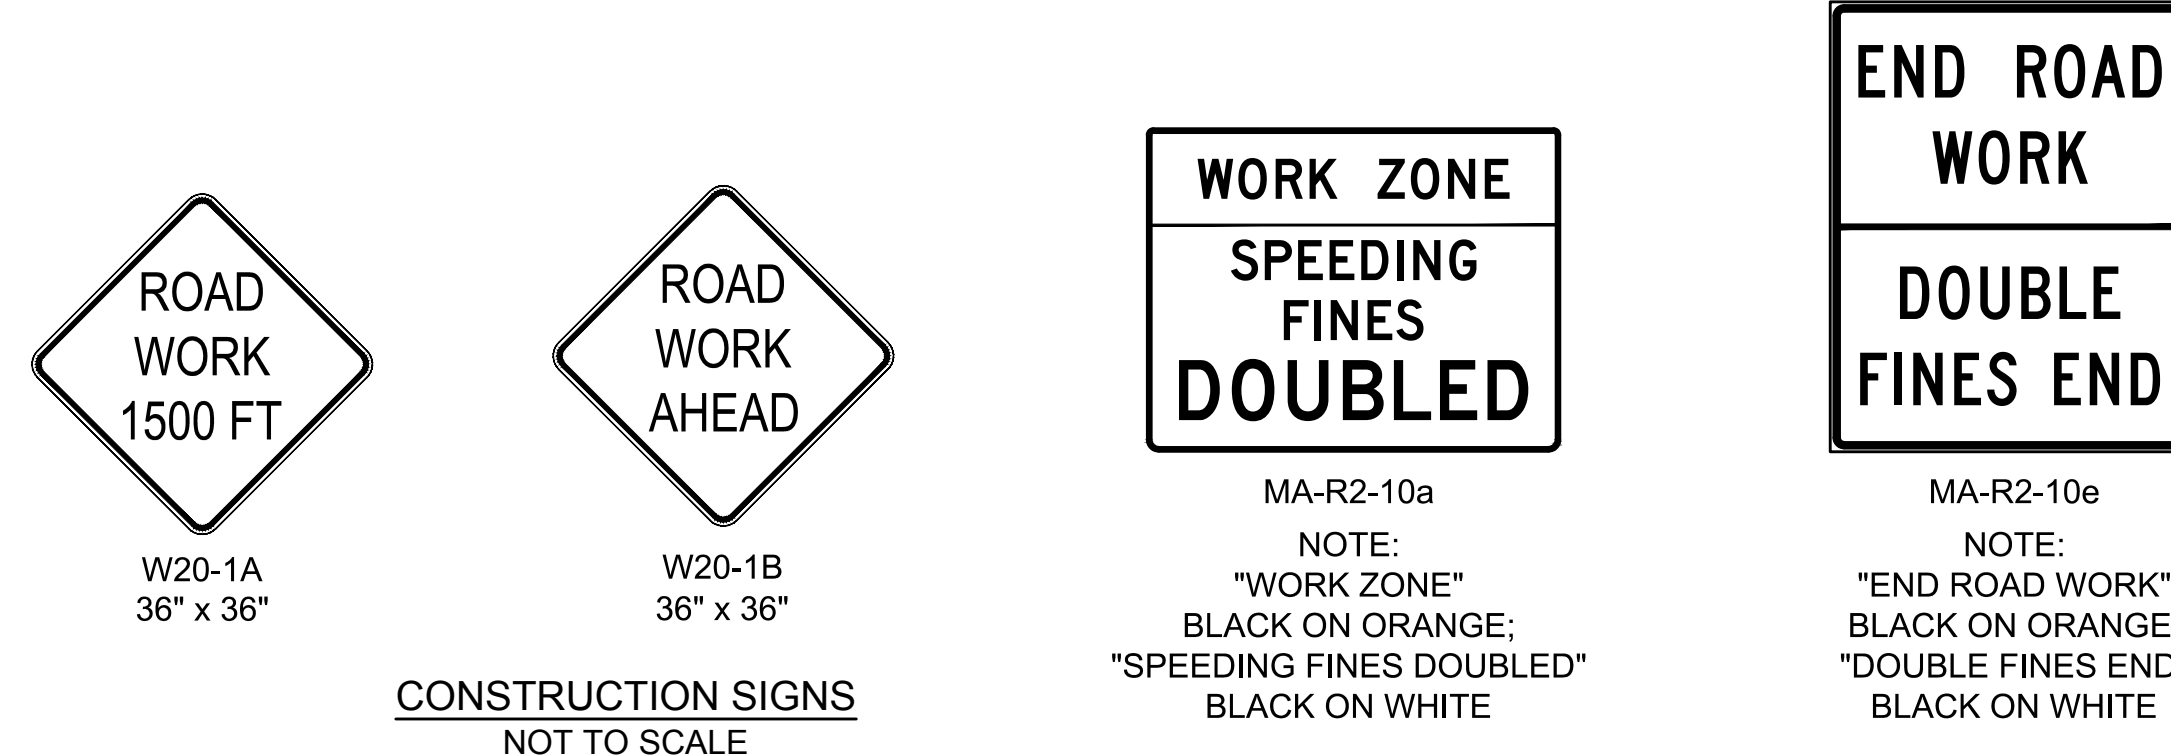 ROAD
WORK
1500 FT
W20-1A
36" x 36"
ROAD
WORK
AHEAD
W20-1B
36" x 36"
CONSTRUCTION SIGNS
NOT TO SCALE
WORK ZONE
SPEEDING
FINES
DOUBLED
MA-R2-10a
NOTE:
"WORK ZONE"
BLACK ON ORANGE;
"SPEEDING FINES DOUBLED"
BLACK ON WHITE
END ROAD
WORK
DOUBLE
FINES END
MA-R2-10e
NOTE:
"END ROAD WORK"
BLACK ON ORANGE
"DOUBLE FINES END
BLACK ON WHITE